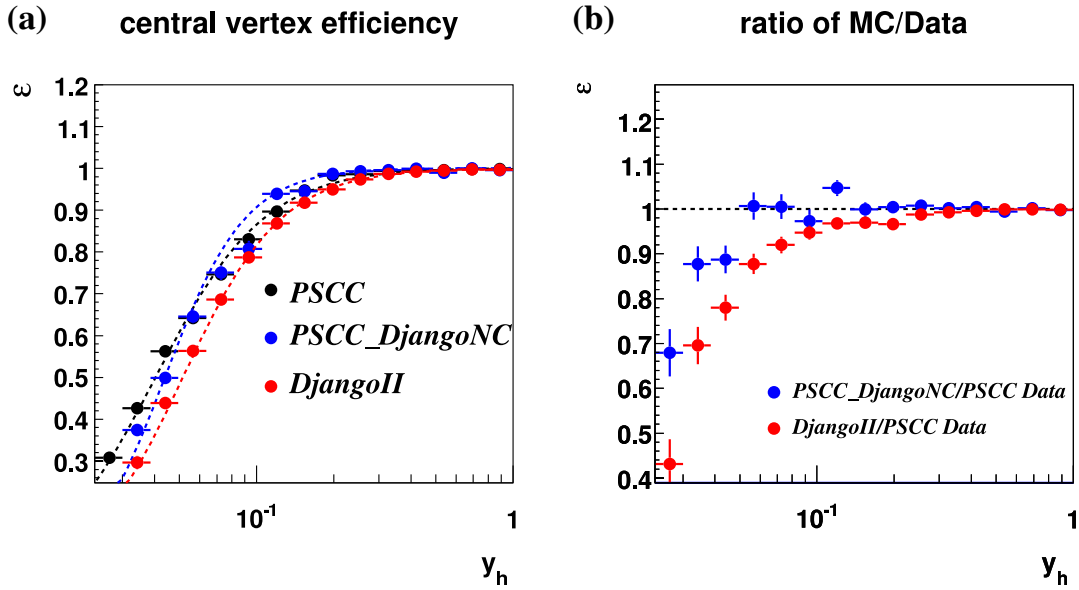 (a) central vertex efficiency
ε
1.2
1.1
1
0.9
0.8
0.7
0.6
0.5
0.4
0.3
PSCC
PSCC_DjangoNC
DjangoII
10⁻¹ 1
y_h
(b) ratio of MC/Data
ε
1.2
1.1
1
0.9
0.8
0.7
0.6
0.5
0.4
PSCC_DjangoNC/PSCC Data
DjangoII/PSCC Data
10⁻¹ 1
y_h